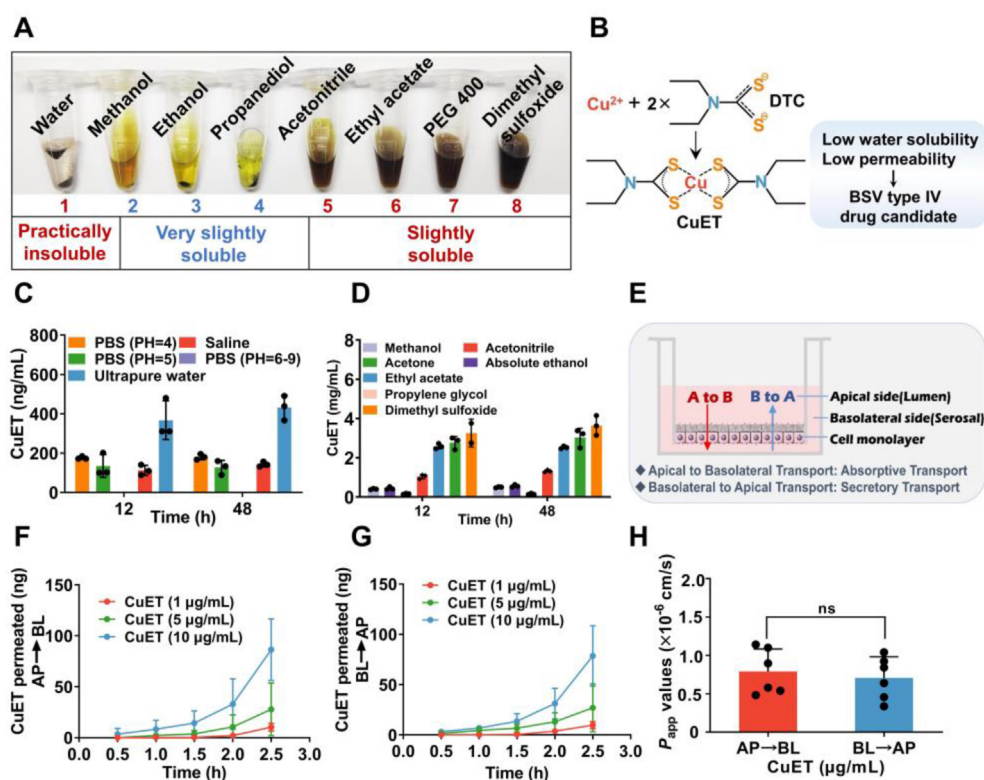 A
Water
Methanol
Ethanol
Propanediol
Acetonitrile
Ethyl acetate
PEG 400
Dimethyl
sulfoxide
1 2 3 4 5 6 7 8
Practically
insoluble
Very slightly
soluble
Slightly
soluble
B
Cu2+ + 2×
N
S⊖
S⊖
DTC
N
S
S
Cu
S
S
N
CuET
Low water solubility
Low permeability
BSV type IV
drug candidate
C
PBS (PH=4)
Saline
PBS (PH=5)
PBS (PH=6-9)
Ultrapure water
CuET (ng/mL)
800
600
400
200
0
12 48
Time (h)
D
Methanol
Acetonitrile
Acetone
Absolute ethanol
Ethyl acetate
Propylene glycol
Dimethyl sulfoxide
CuET (mg/mL)
8
6
4
2
0
12 48
Time (h)
E
A to B
B to A
Apical side(Lumen)
Basolateral side(Serosal)
Cell monolayer
◆ Apical to Basolateral Transport: Absorptive Transport
◆ Basolateral to Apical Transport: Secretory Transport
F
CuET permeated (ng)
AP→BL
150
100
50
0
CuET (1 μg/mL)
CuET (5 μg/mL)
CuET (10 μg/mL)
0.0 0.5 1.0 1.5 2.0 2.5 3.0
Time (h)
G
CuET permeated (ng)
BL→AP
150
100
50
0
CuET (1 μg/mL)
CuET (5 μg/mL)
CuET (10 μg/mL)
0.0 0.5 1.0 1.5 2.0 2.5 3.0
Time (h)
H
Papp values (×10-6 cm/s)
2.0
1.5
1.0
0.5
0
ns
AP→BL BL→AP
CuET (μg/mL)